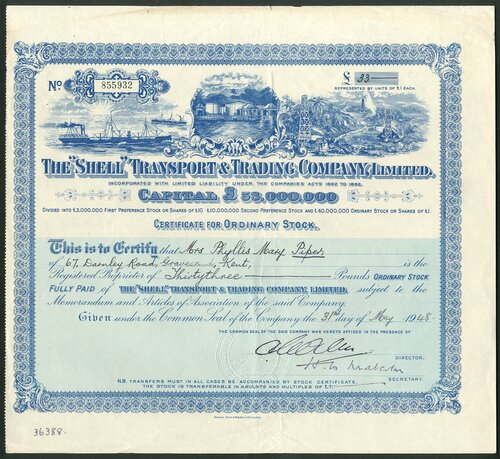 No 855932
£ 33
REPRESENTED BY UNITS OF £1 EACH.
THE "SHELL" TRANSPORT & TRADING COMPANY, LIMITED.
INCORPORATED WITH LIMITED LIABILITY UNDER THE COMPANIES ACTS 1862 TO 1893.
CAPITAL £53,000,000
DIVIDED INTO £3,000,000 FIRST PREFERENCE STOCK OR SHARES OF £10, £10,000,000 SECOND PREFERENCE STOCK AND £40,000,000 ORDINARY STOCK OR SHARES OF £1.
CERTIFICATE FOR ORDINARY STOCK.
This is to Certify that Mrs Phyllis Mary Piper
of 67, Darnley Road, Gravesend, Kent, is the
Registered Proprietor of Thirtythree Pounds ORDINARY STOCK
FULLY PAID OF THE "SHELL" TRANSPORT & TRADING COMPANY, LIMITED, subject to the
Memorandum and Articles of Association of the said Company.
Given under the Common Seal of the Company the 31st day of May 1948.
THE COMMON SEAL OF THE SAID COMPANY WAS HERETO AFFIXED IN THE PRESENCE OF
DIRECTOR.
SECRETARY.
N.B. TRANSFERS MUST IN ALL CASES BE ACCOMPANIED BY STOCK CERTIFICATE.
THE STOCK IS TRANSFERABLE IN AMOUNTS AND MULTIPLES OF £1.
36388.